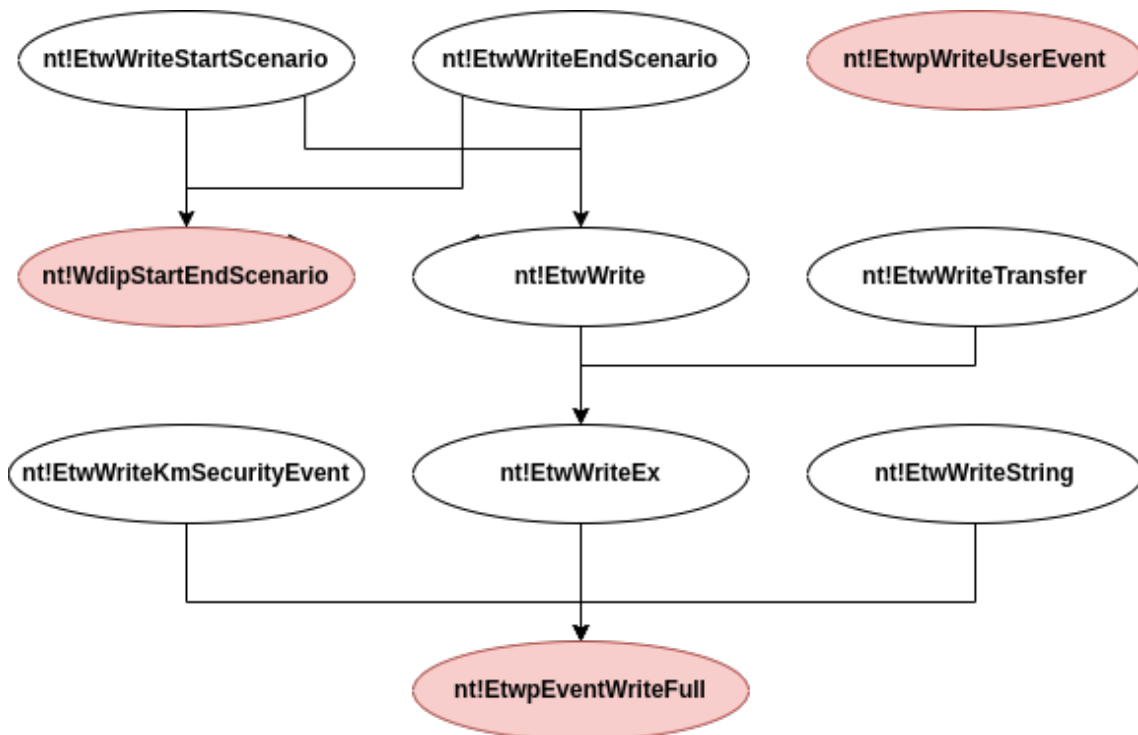 nt!EtwWriteStartScenario
nt!EtwWriteEndScenario
nt!EtwpWriteUserEvent
nt!WdipStartEndScenario
nt!EtwWrite
nt!EtwWriteTransfer
nt!EtwWriteKmSecurityEvent
nt!EtwWriteEx
nt!EtwWriteString
nt!EtwpEventWriteFull